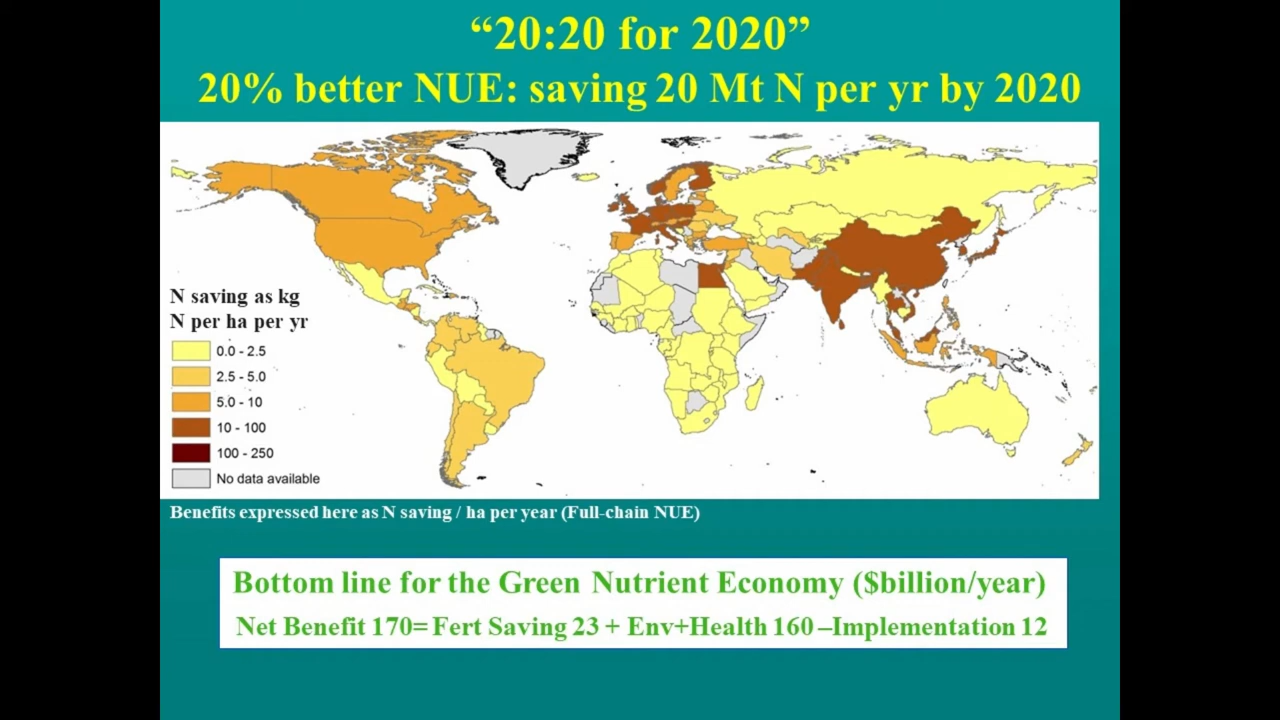 “20:20 for 2020”
20% better NUE: saving 20 Mt N per yr by 2020
N saving as kg
N per ha per yr
0.0 - 2.5
2.5 - 5.0
5.0 - 10
10 - 100
100 - 250
No data available
Benefits expressed here as N saving / ha per year (Full-chain NUE)
Bottom line for the Green Nutrient Economy ($billion/year)
Net Benefit 170= Fert Saving 23 + Env+Health 160 –Implementation 12